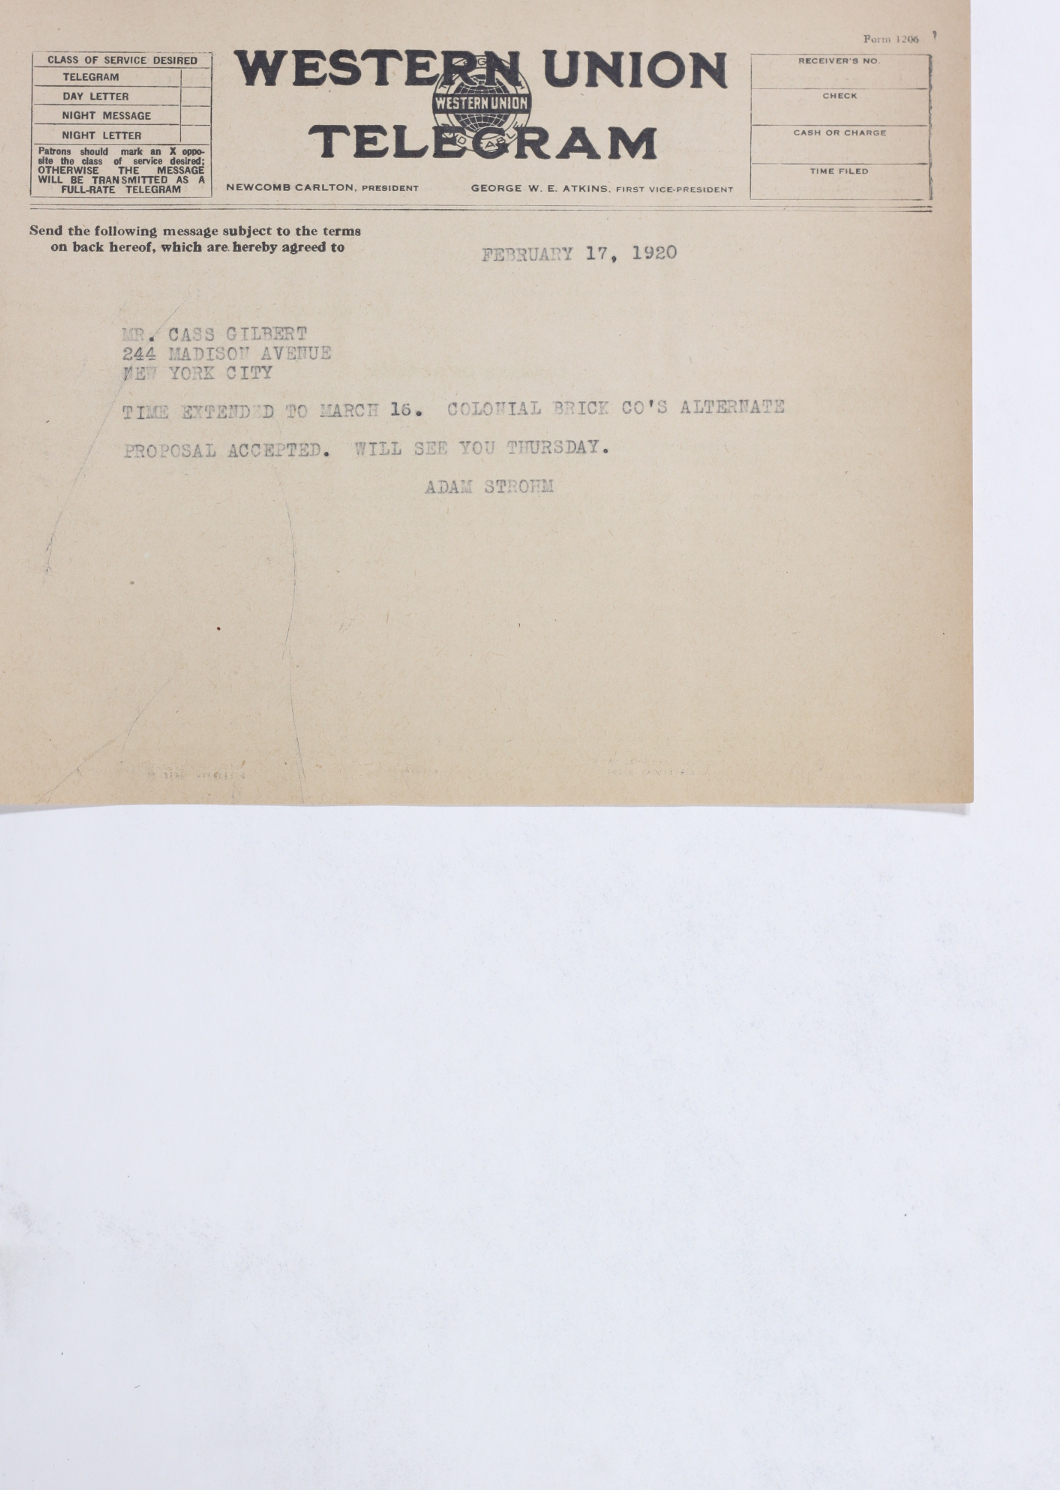 Form 1206
CLASS OF SERVICE DESIRED
TELEGRAM
DAY LETTER
NIGHT MESSAGE
NIGHT LETTER
Patrons should mark an X oppo-
site the class of service desired;
OTHERWISE THE MESSAGE
WILL BE TRANSMITTED AS A
FULL-RATE TELEGRAM
WESTERN UNION
WESTERN UNION
TELEGRAM
NEWCOMB CARLTON, PRESIDENT
GEORGE W. E. ATKINS, FIRST VICE-PRESIDENT
RECEIVER'S NO.
CHECK
CASH OR CHARGE
TIME FILED
Send the following message subject to the terms
on back hereof, which are hereby agreed to
FEBRUARY 17, 1920
MR. CASS GILBERT
244 MADISON AVENUE
NEW YORK CITY
TIME EXTENDED TO MARCH 15. COLONIAL BRICK CO'S ALTERNATE
PROPOSAL ACCEPTED. WILL SEE YOU THURSDAY.
ADAM STROHM